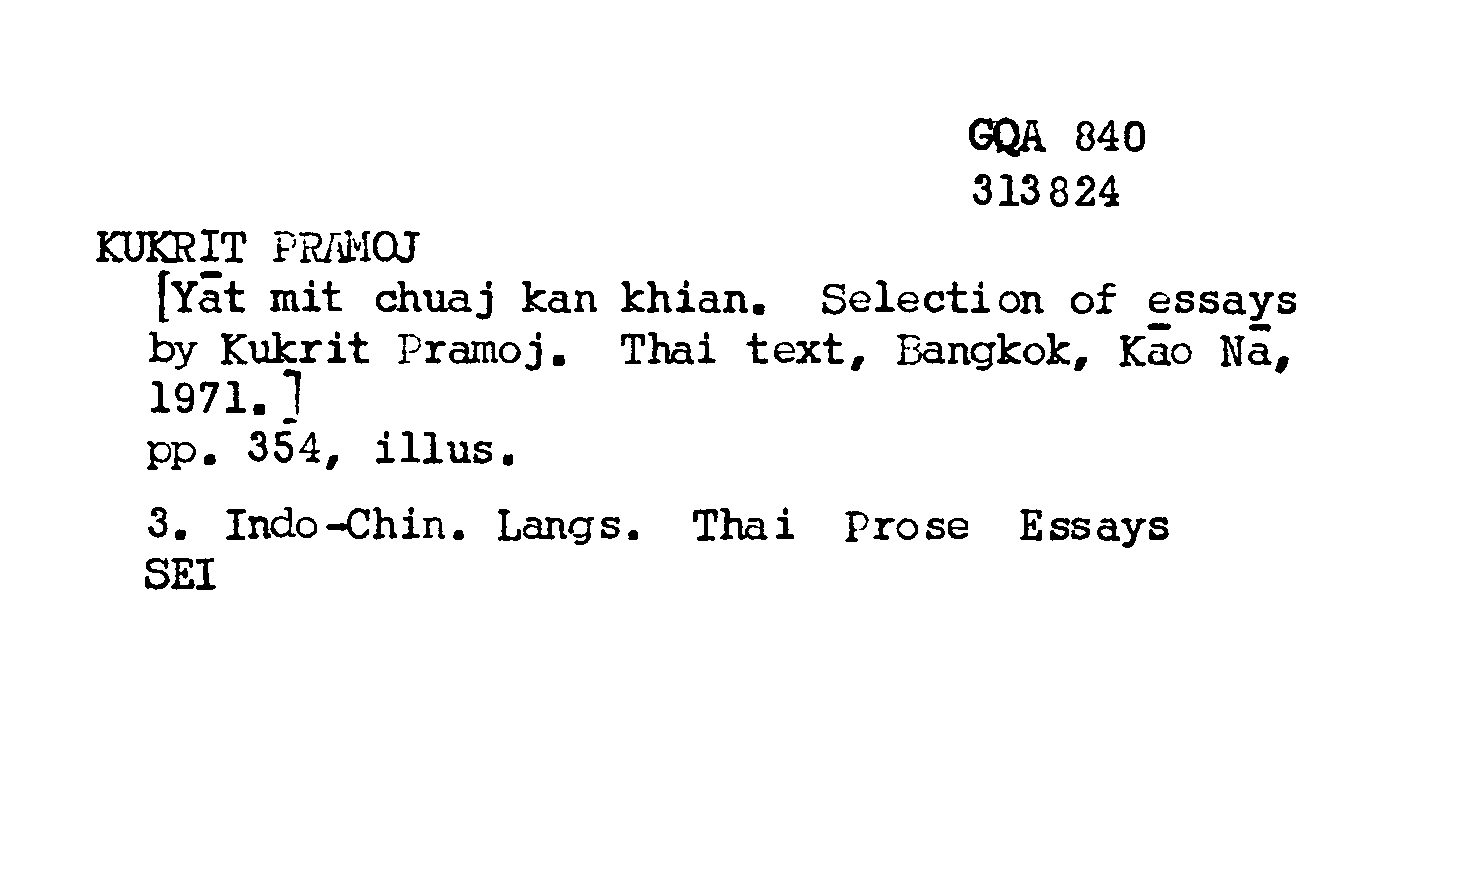 GQA 840
313824
KUKRIT PRAMOJ
[Yāt mit chuaj kan khian. Selection of essays
by Kukrit Pramoj. Thai text, Bangkok, Kāo Nā,
1971.]
pp. 354, illus.
3. Indo-Chin. Langs. Thai Prose Essays
SEI